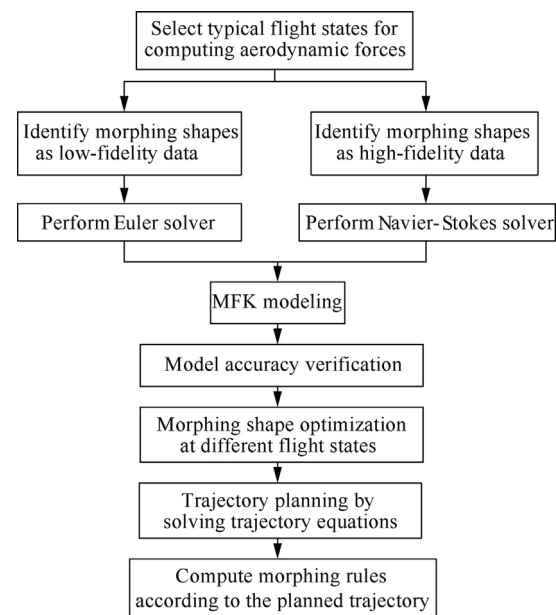 Select typical flight states for
computing aerodynamic forces
Identify morphing shapes
as low-fidelity data
Identify morphing shapes
as high-fidelity data
Perform Euler solver
Perform Navier-Stokes solver
MFK modeling
Model accuracy verification
Morphing shape optimization
at different flight states
Trajectory planning by
solving trajectory equations
Compute morphing rules
according to the planned trajectory